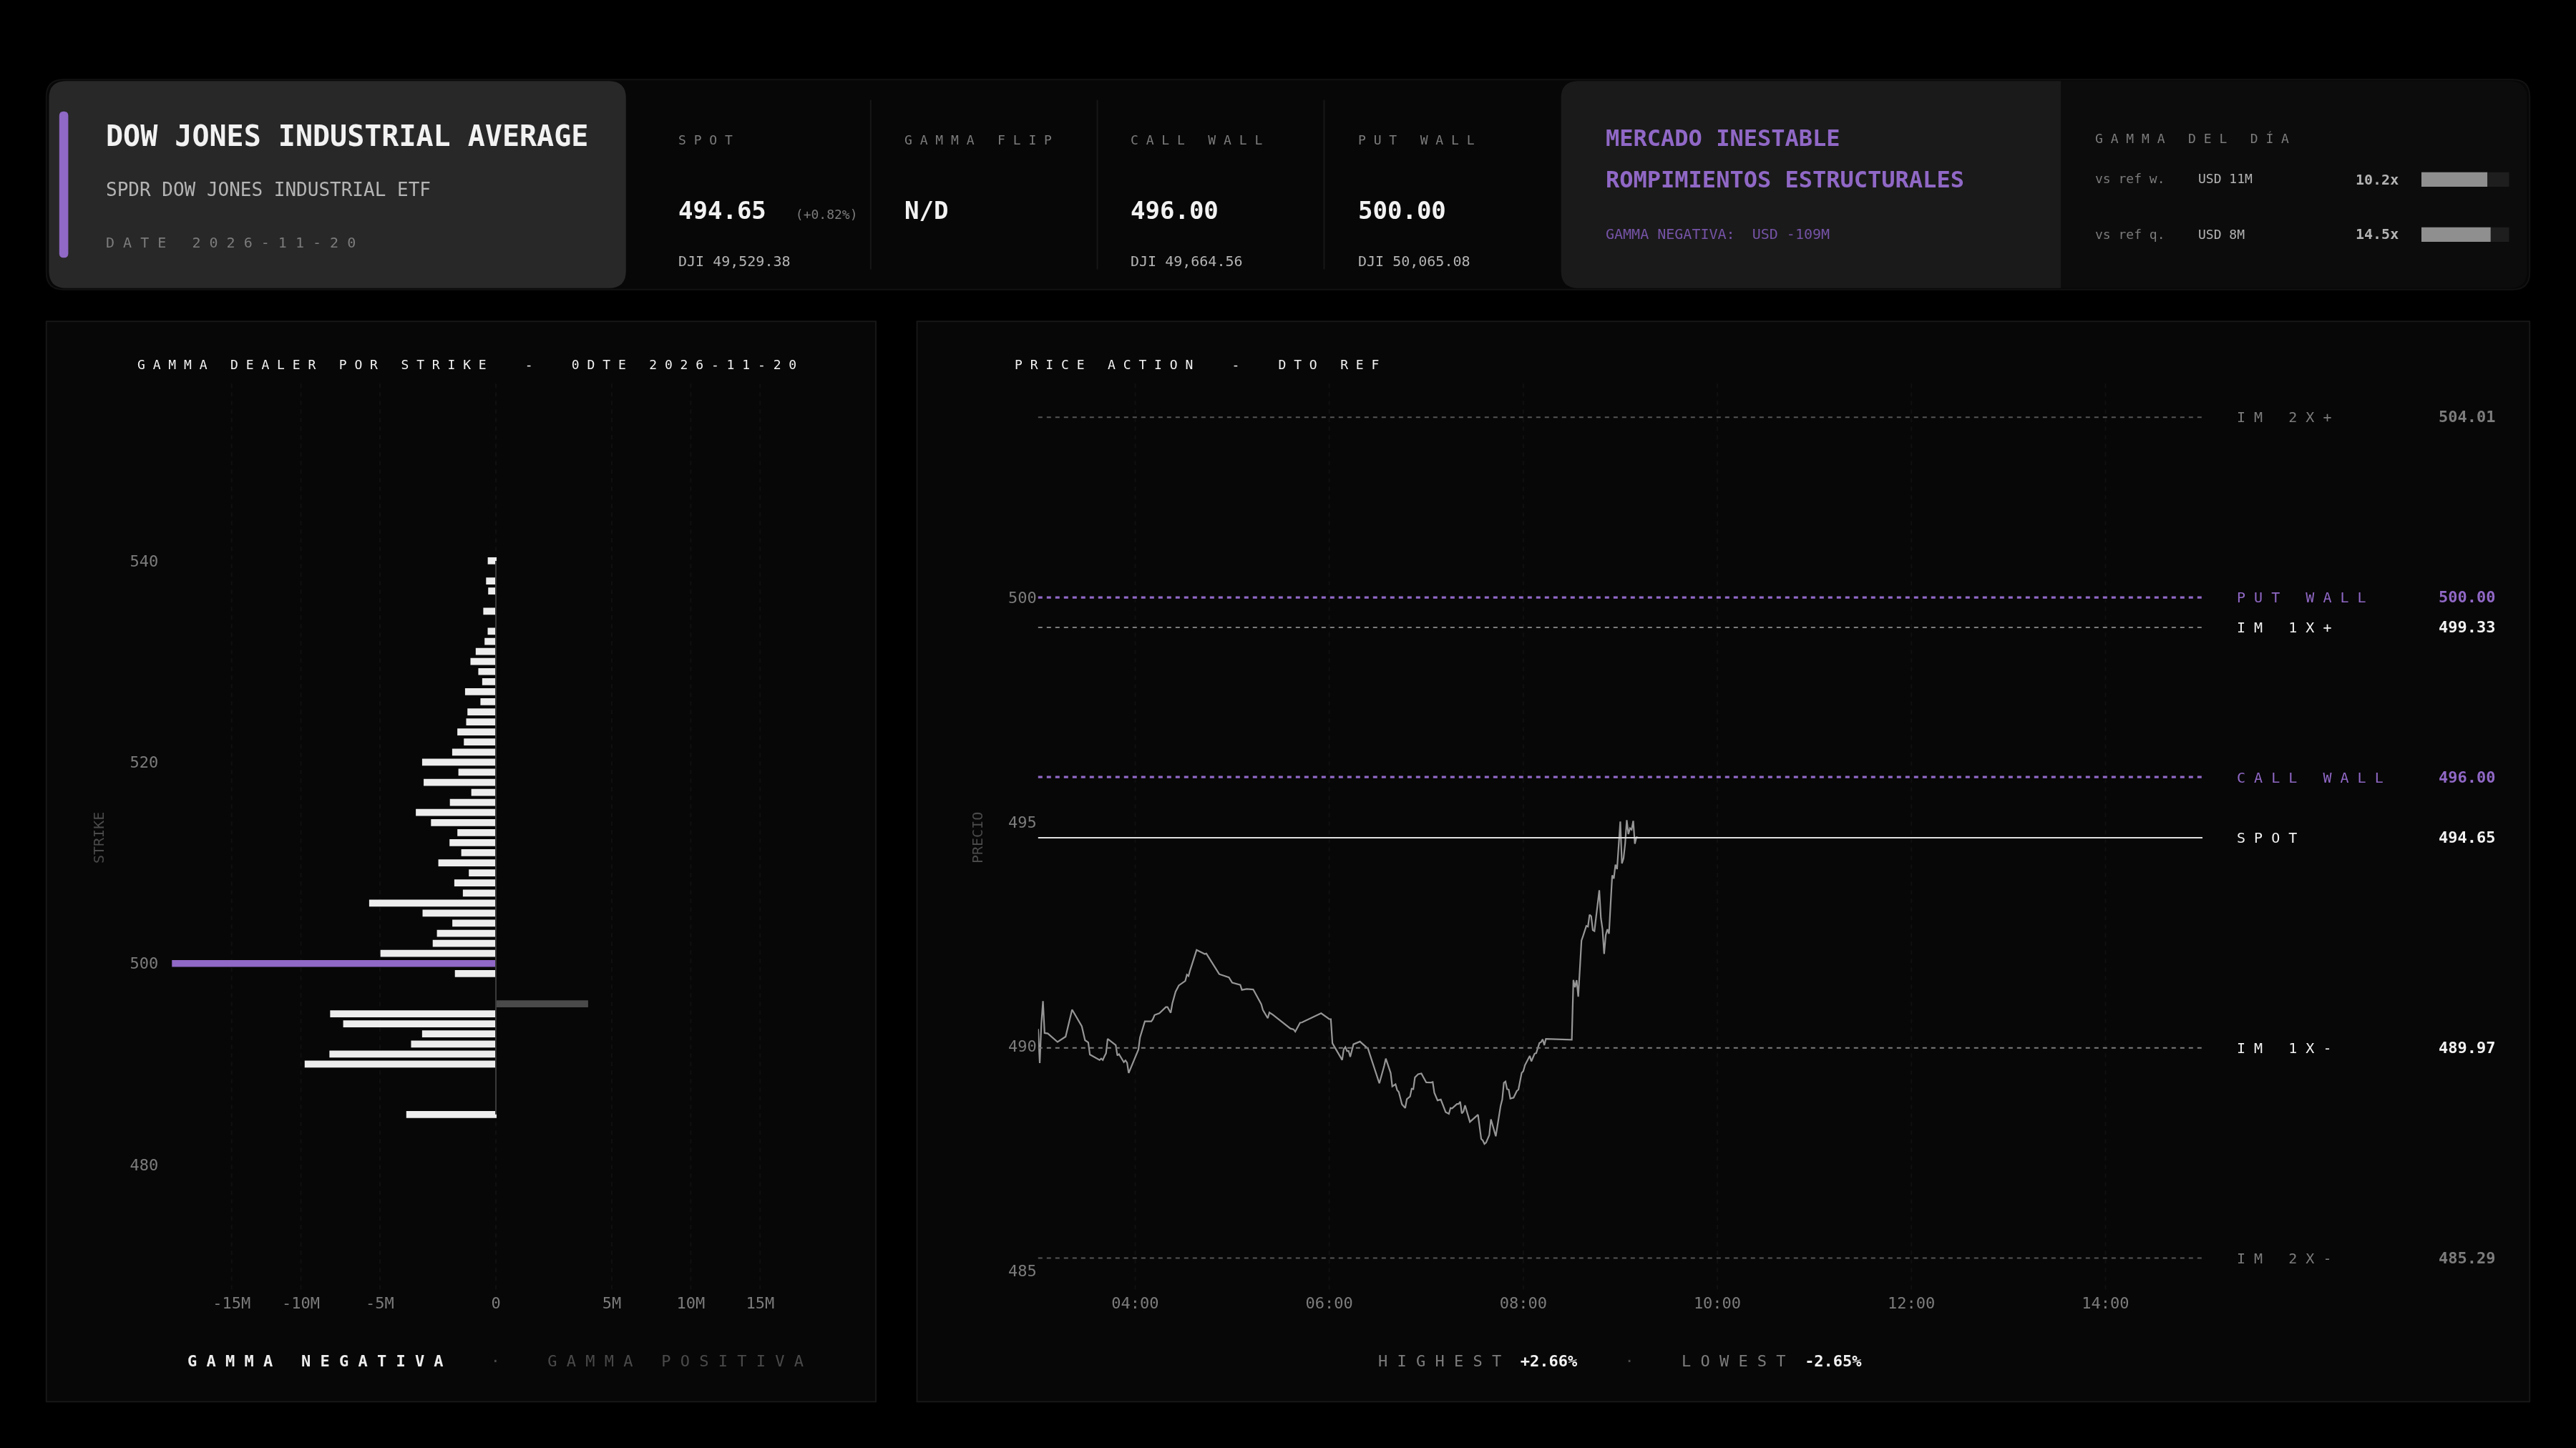 DOW JONES INDUSTRIAL AVERAGE
SPDR DOW JONES INDUSTRIAL ETF
DATE 2026-11-20
SPOT
494.65 (+0.82%)
DJI 49,529.38
GAMMA FLIP
N/D
CALL WALL
496.00
DJI 49,664.56
PUT WALL
500.00
DJI 50,065.08
MERCADO INESTABLE
ROMPIMIENTOS ESTRUCTURALES
GAMMA NEGATIVA: USD -109M
GAMMA DEL DÍA
vs ref w. USD 11M 10.2x
vs ref q. USD 8M 14.5x
GAMMA DEALER POR STRIKE - 0DTE 2026-11-20
STRIKE
540
520
500
480
-15M -10M -5M 0 5M 10M 15M
GAMMA NEGATIVA · GAMMA POSITIVA
PRICE ACTION - DTO REF
PRECIO
500
495
490
485
IM 2X+ 504.01
PUT WALL 500.00
IM 1X+ 499.33
CALL WALL 496.00
SPOT 494.65
IM 1X- 489.97
IM 2X- 485.29
04:00 06:00 08:00 10:00 12:00 14:00
HIGHEST +2.66% · LOWEST -2.65%